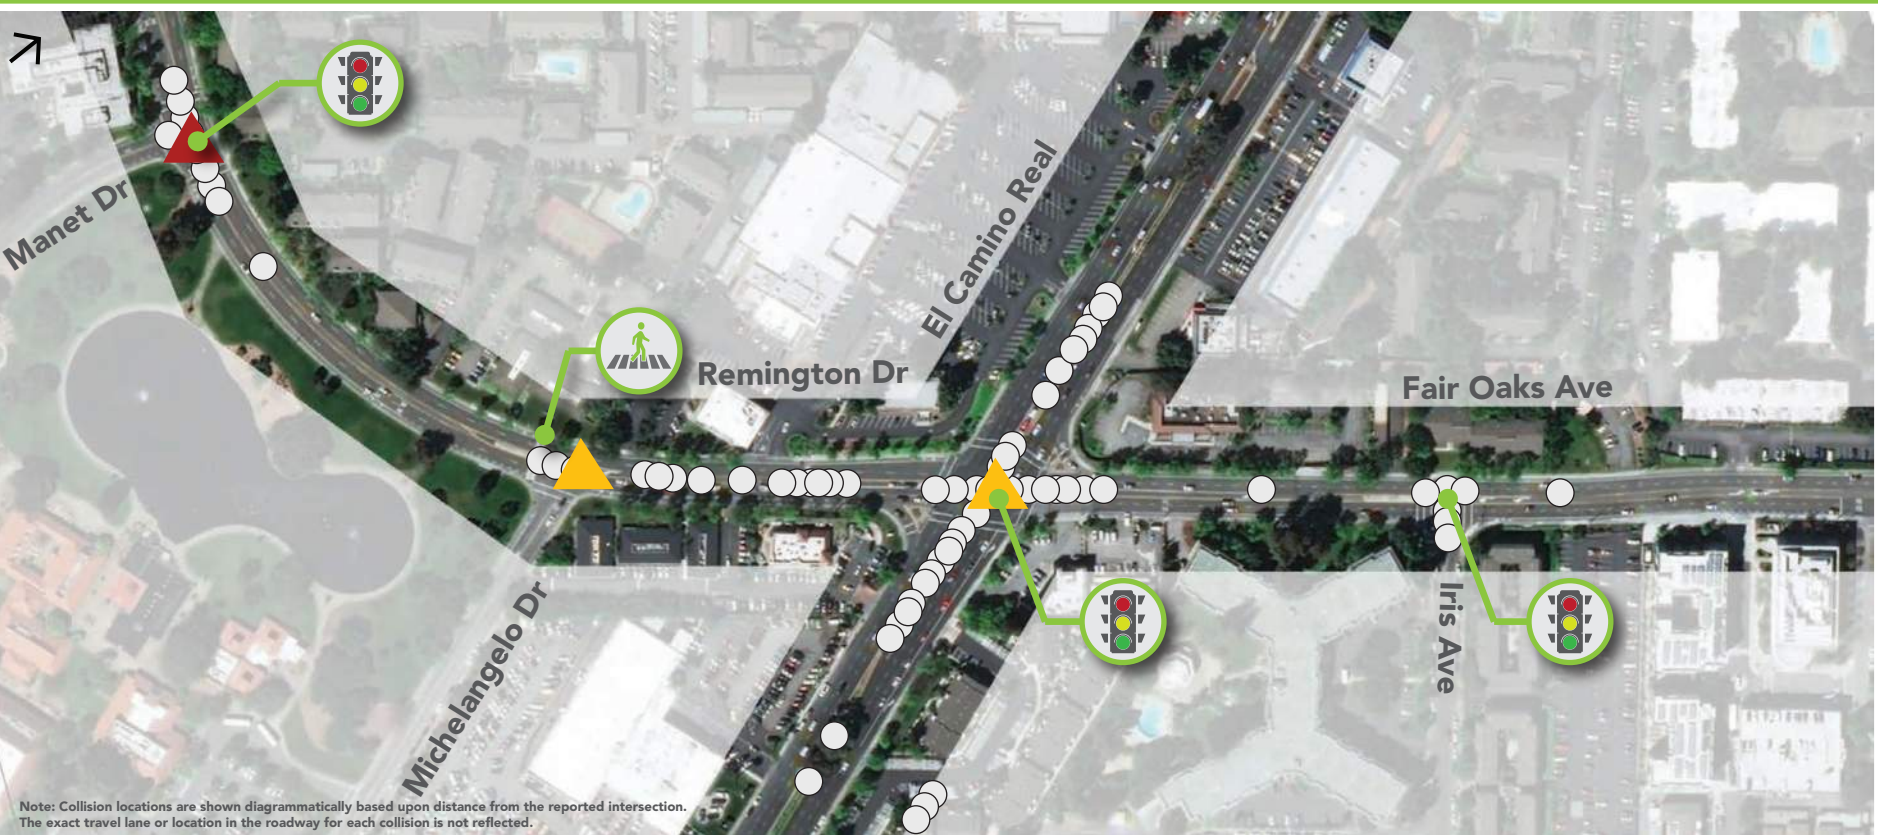 Manet Dr
El Camino Real
Remington Dr
Fair Oaks Ave
Michelangelo Dr
Iris Ave
Note: Collision locations are shown diagrammatically based upon distance from the reported intersection.
The exact travel lane or location in the roadway for each collision is not reflected.